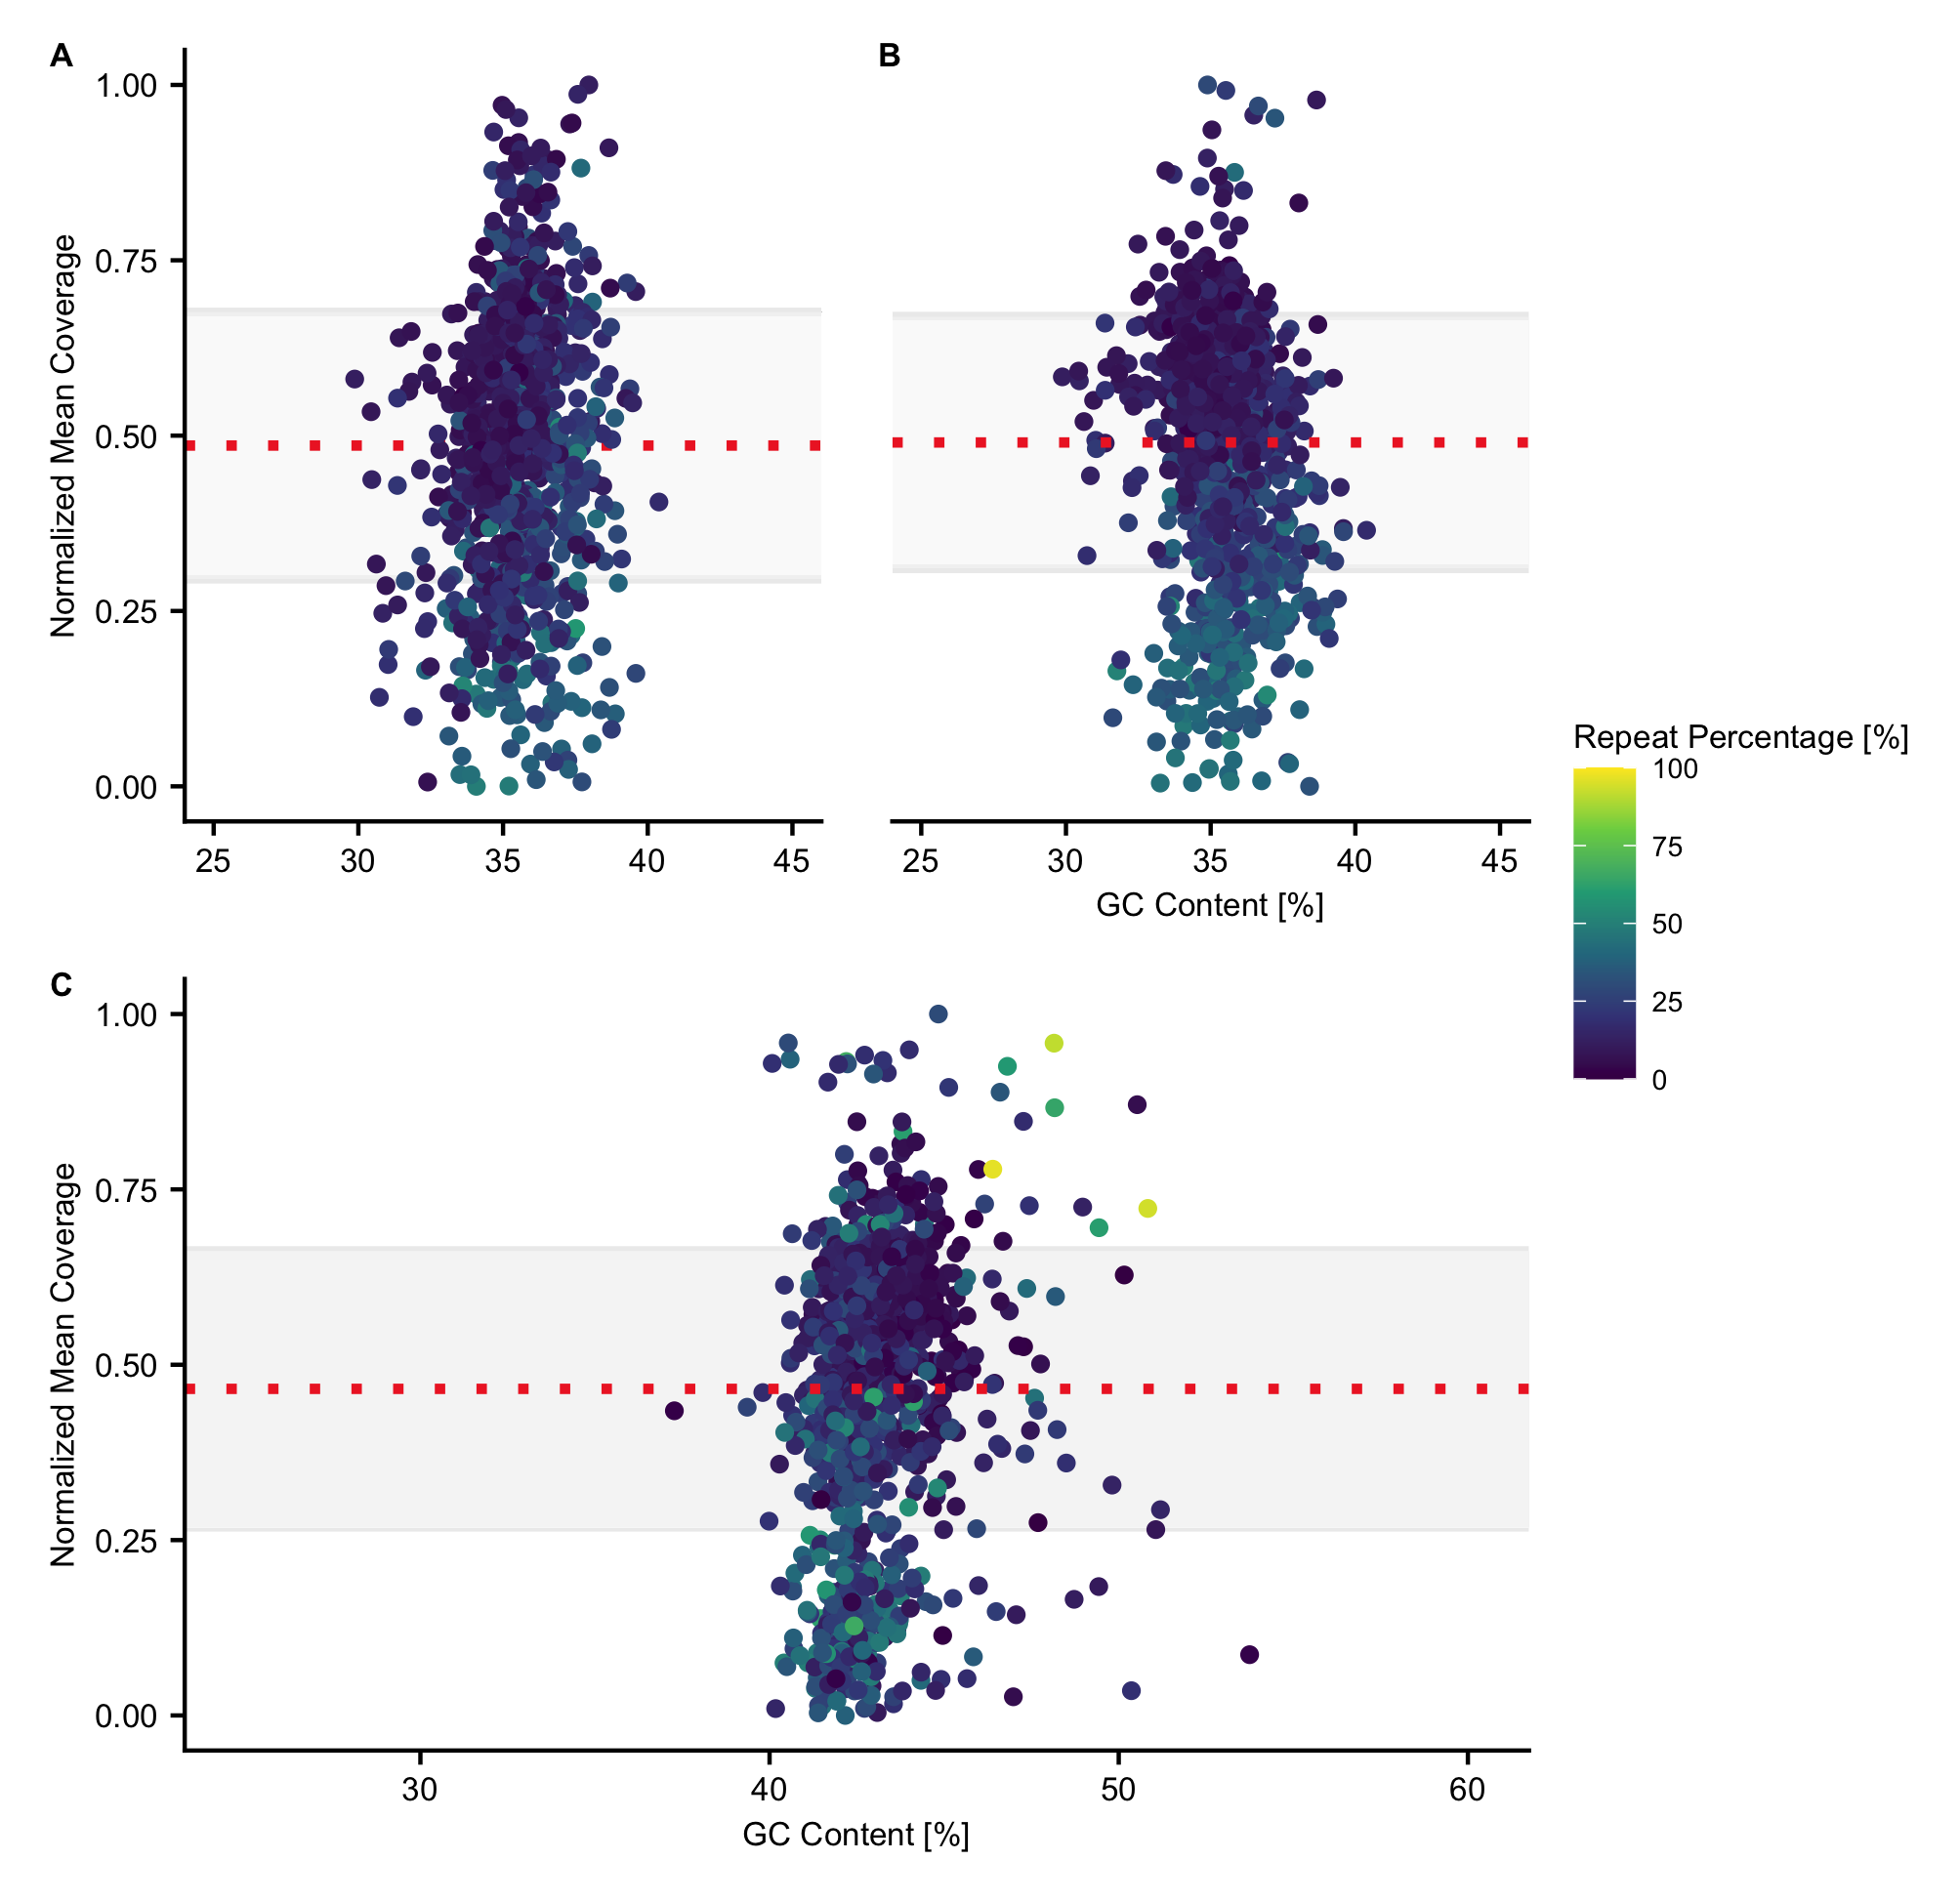 A
B
Normalized Mean Coverage
1.00
0.75
0.50
0.25
0.00
25 30 35 40 45
25 30 35 40 45
GC Content [%]
Repeat Percentage [%]
100
75
50
25
0
C
Normalized Mean Coverage
1.00
0.75
0.50
0.25
0.00
30 40 50 60
GC Content [%]